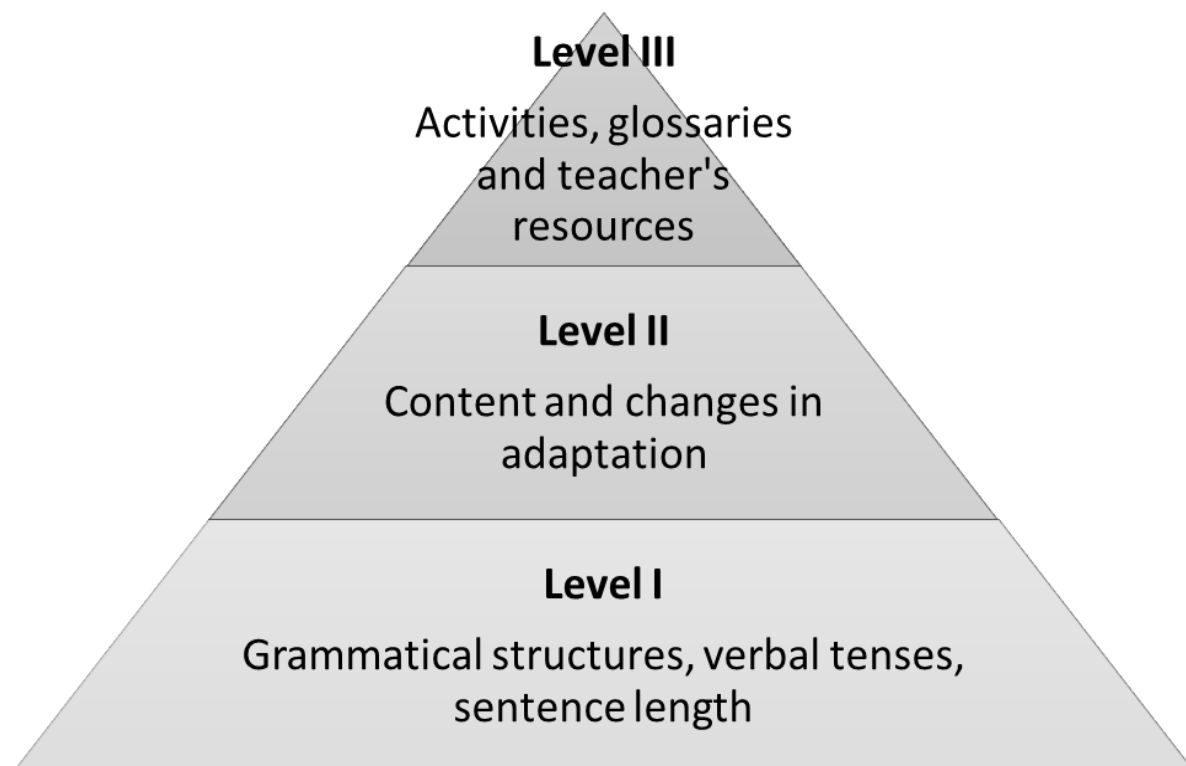 Level III
Activities, glossaries
and teacher's
resources
Level II
Content and changes in
adaptation
Level I
Grammatical structures, verbal tenses,
sentence length